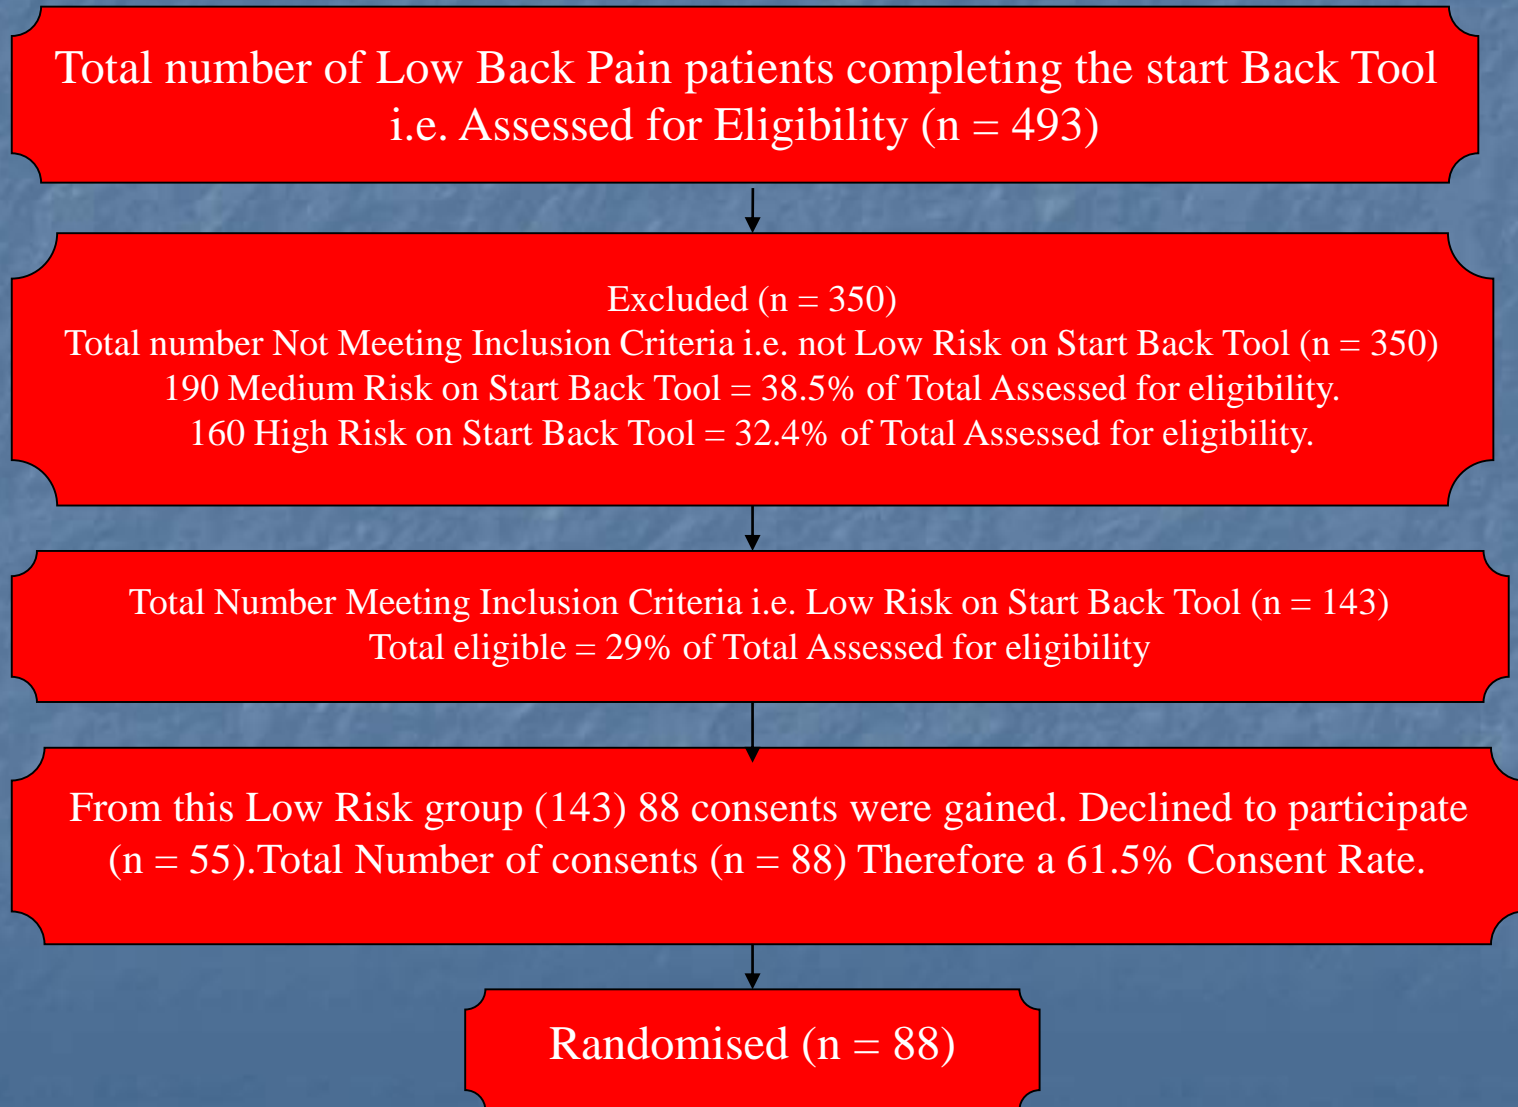 Total number of Low Back Pain patients completing the start Back Tool
i.e. Assessed for Eligibility (n = 493)
Excluded (n = 350)
Total number Not Meeting Inclusion Criteria i.e. not Low Risk on Start Back Tool (n = 350)
190 Medium Risk on Start Back Tool = 38.5% of Total Assessed for eligibility.
160 High Risk on Start Back Tool = 32.4% of Total Assessed for eligibility.
Total Number Meeting Inclusion Criteria i.e. Low Risk on Start Back Tool (n = 143)
Total eligible = 29% of Total Assessed for eligibility
From this Low Risk group (143) 88 consents were gained. Declined to participate
(n = 55).Total Number of consents (n = 88) Therefore a 61.5% Consent Rate.
Randomised (n = 88)